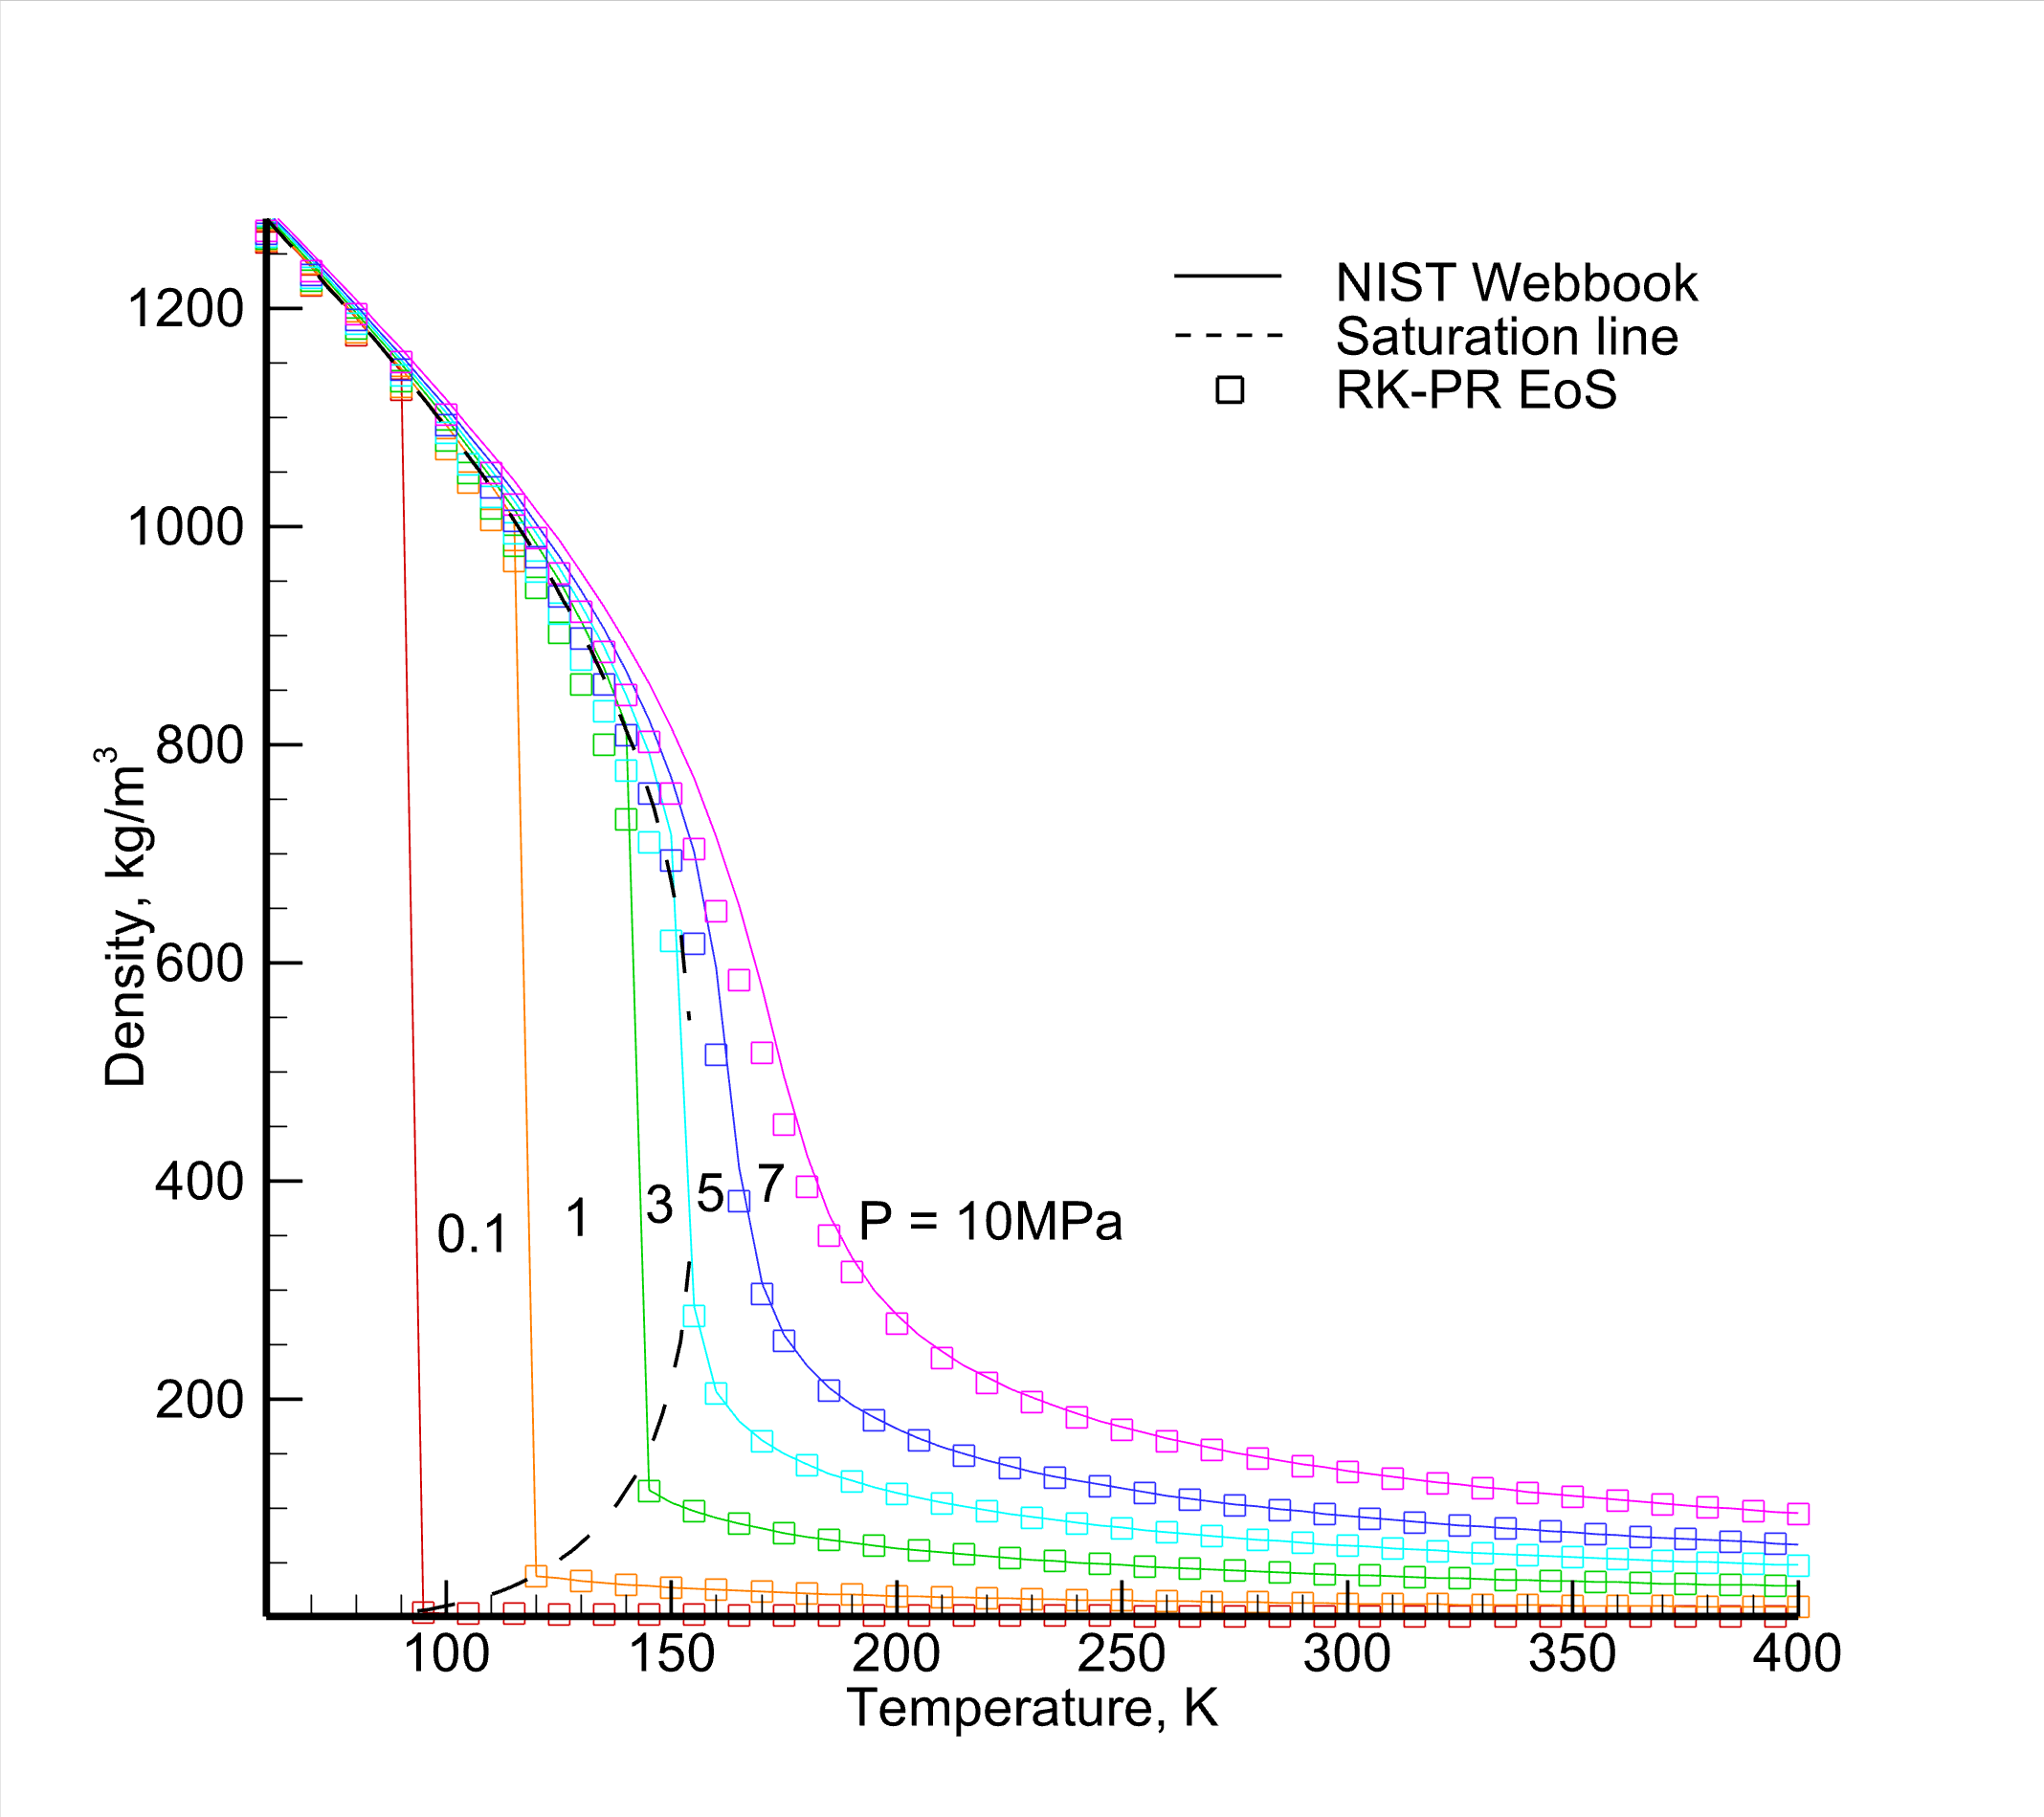 NIST Webbook
Saturation line
RK-PR EoS
1200
1000
800
600
400
200
Density, kg/m³
0.1
1
3
5
7
P = 10MPa
100 150 200 250 300 350 400
Temperature, K